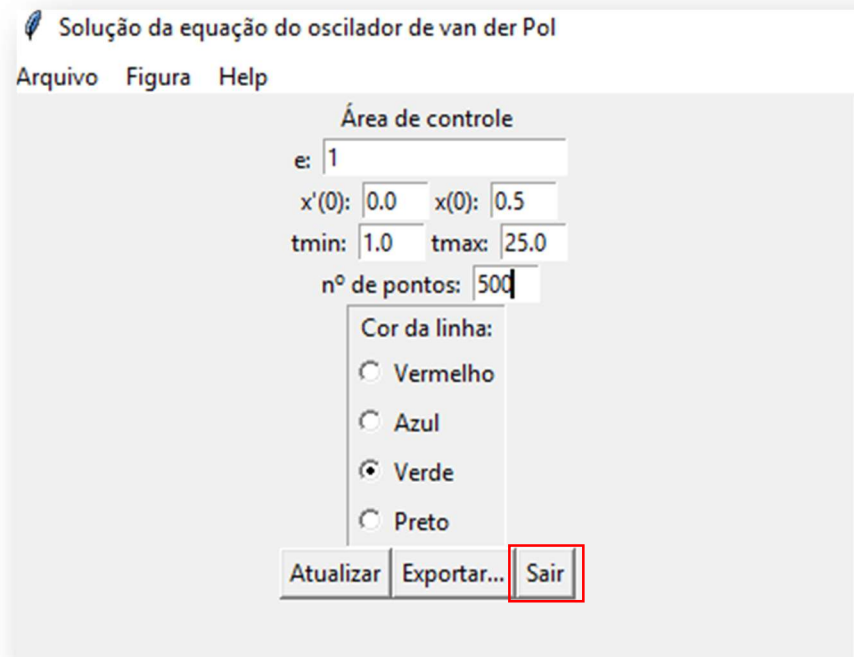 Solução da equação do oscilador de van der Pol
Arquivo Figura Help
Área de controle
e: 1
x'(0): 0.0 x(0): 0.5
tmin: 1.0 tmax: 25.0
nº de pontos: 500
Cor da linha:
Vermelho
Azul
Verde
Preto
Atualizar Exportar... Sair